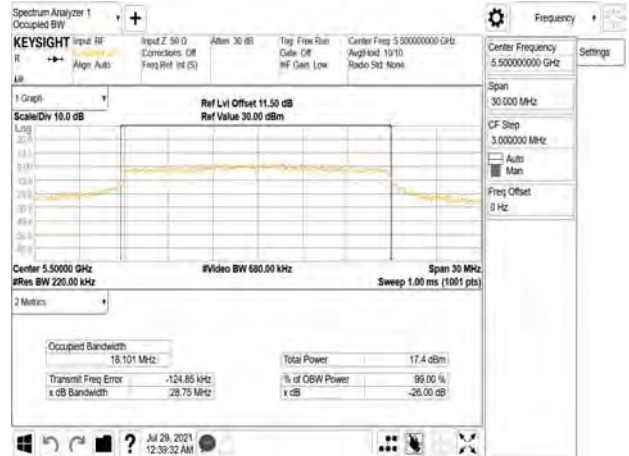 Spectrum Analyzer 1
Occupied BW
Frequency
KEYSIGHT
R
Input: RF
Align: Auto
Input Z: 50 Ω
Corrections: Off
Freq Ref: Int (S)
Atten: 30 dB
Trig: Free Run
Gate: Off
#IF Gain: Low
Center Freq: 5.500000000 GHz
Avg|Hold: 10/10
Radio Std: None
Center Frequency
5.500000000 GHz
Settings
Span
30.000 MHz
CF Step
3.000000 MHz
Auto
Man
Freq Offset
0 Hz
1 Graph
Scale/Div 10.0 dB
Ref Lvl Offset 11.50 dB
Ref Value 30.00 dBm
Log
Center 5.50000 GHz
#Video BW 680.00 kHz
Span 30 MHz
#Res BW 220.00 kHz
Sweep 1.00 ms (1001 pts)
2 Metrics
Occupied Bandwidth
18.101 MHz
Total Power
17.4 dBm
Transmit Freq Error
-124.85 kHz
% of OBW Power
99.00 %
x dB Bandwidth
28.75 MHz
x dB
-26.00 dB
?
Jul 29, 2021
12:39:32 AM